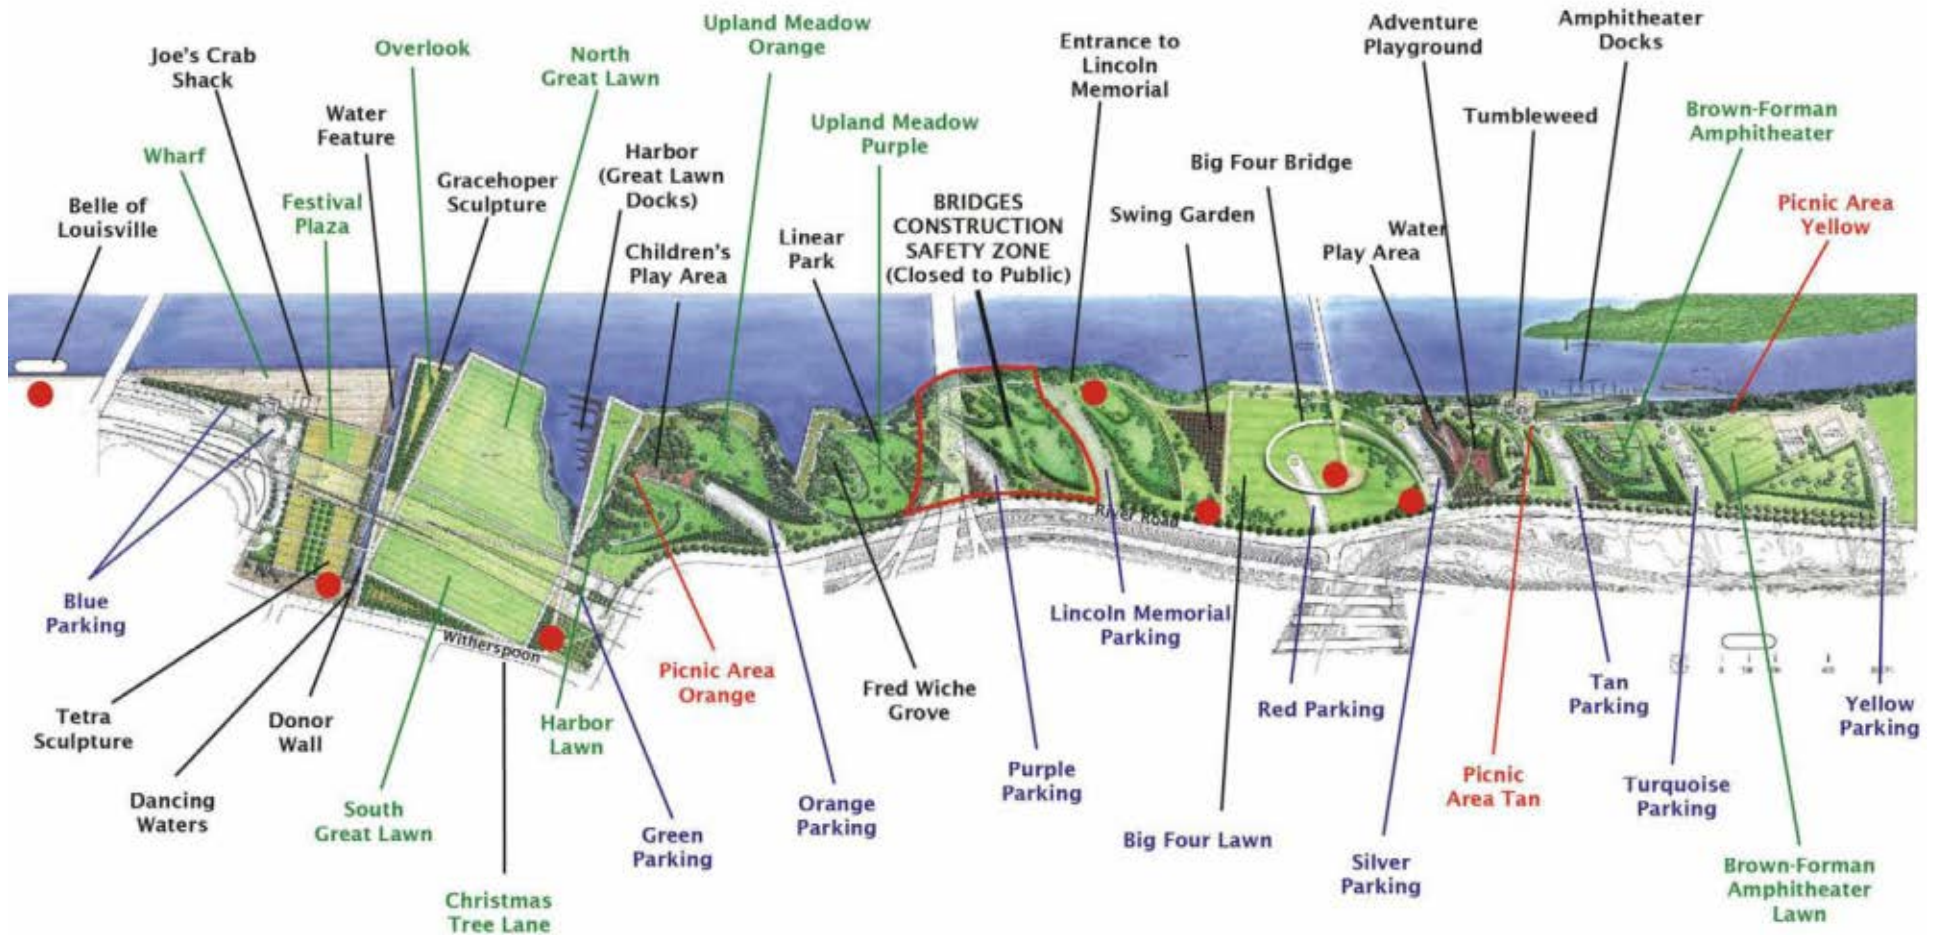 Joe's Crab
Shack
Overlook
North
Great Lawn
Upland Meadow
Orange
Entrance to
Lincoln
Memorial
Adventure
Playground
Amphitheater
Docks
Water
Feature
Upland Meadow
Purple
Tumbleweed
Brown-Forman
Amphitheater
Wharf
Gracehoper
Sculpture
Harbor
(Great Lawn
Docks)
Big Four Bridge
Belle of
Louisville
Festival
Plaza
Children's
Play Area
Linear
Park
BRIDGES
CONSTRUCTION
SAFETY ZONE
(Closed to Public)
Swing Garden
Water
Play Area
Picnic Area
Yellow
River Road
Witherspoon
Blue
Parking
Lincoln Memorial
Parking
Tetra
Sculpture
Donor
Wall
Harbor
Lawn
Picnic Area
Orange
Fred Wiche
Grove
Red Parking
Tan
Parking
Yellow
Parking
Dancing
Waters
South
Great Lawn
Green
Parking
Orange
Parking
Purple
Parking
Big Four Lawn
Silver
Parking
Picnic
Area Tan
Turquoise
Parking
Christmas
Tree Lane
Brown-Forman
Amphitheater
Lawn